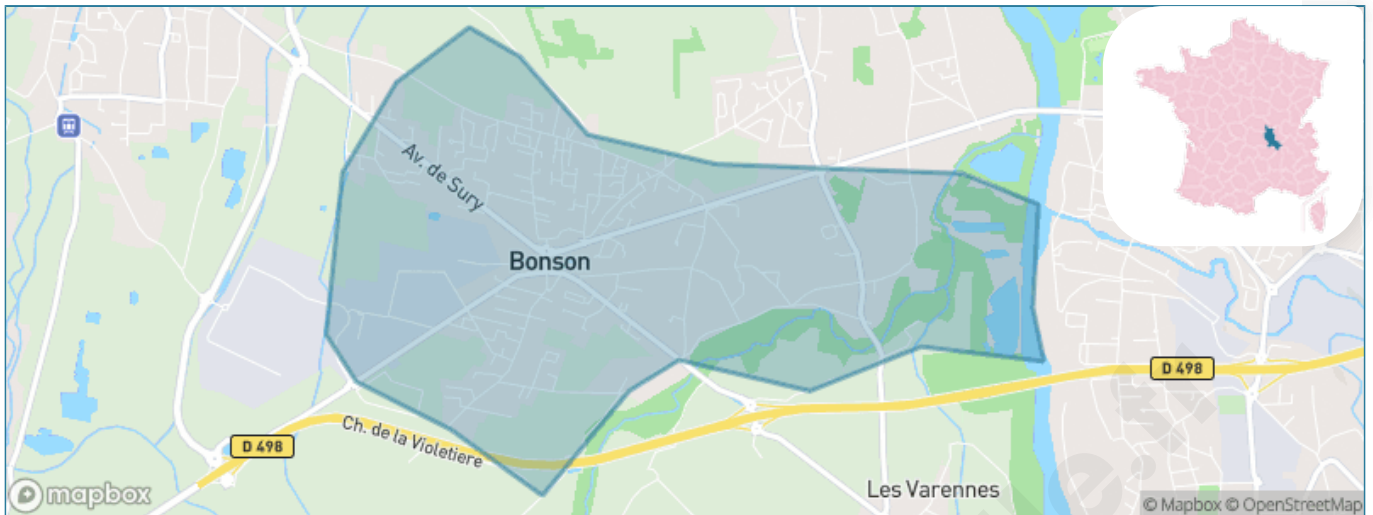 Av. de Sury
Bonson
D 498
Ch. de la Violetiere
D 498
Les Varennes
mapbox
© Mapbox © OpenStreetMap